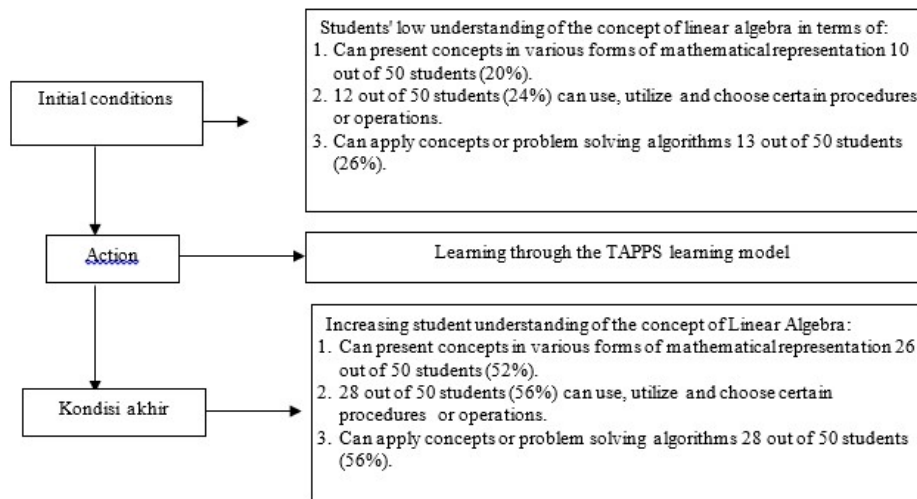 Initial conditions
Students' low understanding of the concept of linear algebra in terms of:
1. Can present concepts in various forms of mathematical representation 10
out of 50 students (20%).
2. 12 out of 50 students (24%) can use, utilize and choose certain procedures
or operations.
3. Can apply concepts or problem solving algorithms 13 out of 50 students
(26%).
Action
Learning through the TAPPS learning model
Kondisi akhir
Increasing student understanding of the concept of Linear Algebra:
1. Can present concepts in various forms of mathematical representation 26
out of 50 students (52%).
2. 28 out of 50 students (56%) can use, utilize and choose certain
procedures or operations.
3. Can apply concepts or problem solving algorithms 28 out of 50 students
(56%).